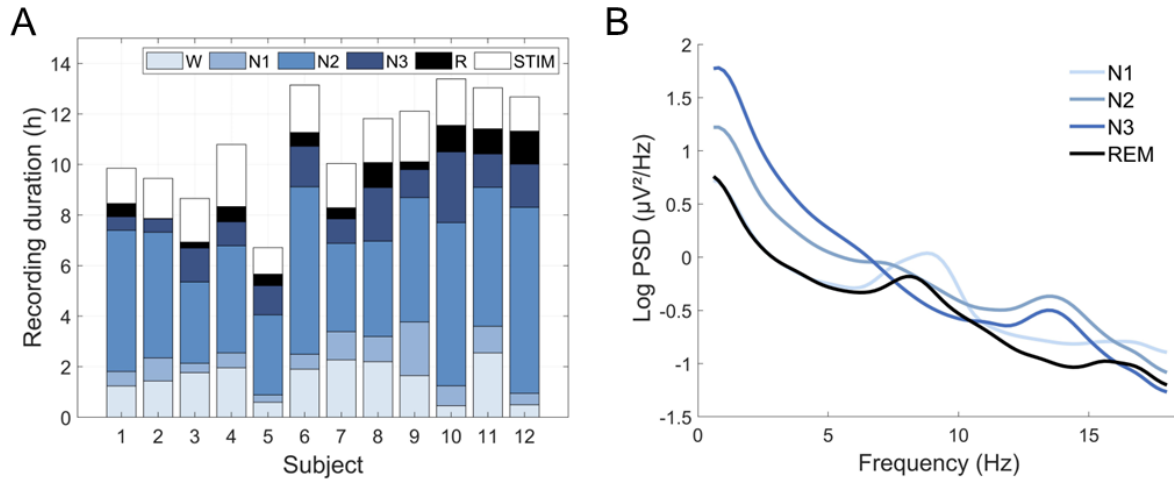 A
Recording duration (h)
14
12
10
8
6
4
2
0
W N1 N2 N3 R STIM
1 2 3 4 5 6 7 8 9 10 11 12
Subject
B
Log PSD (µV²/Hz)
2
1.5
1
0.5
0
-0.5
-1
-1.5
N1
N2
N3
REM
0 5 10 15
Frequency (Hz)